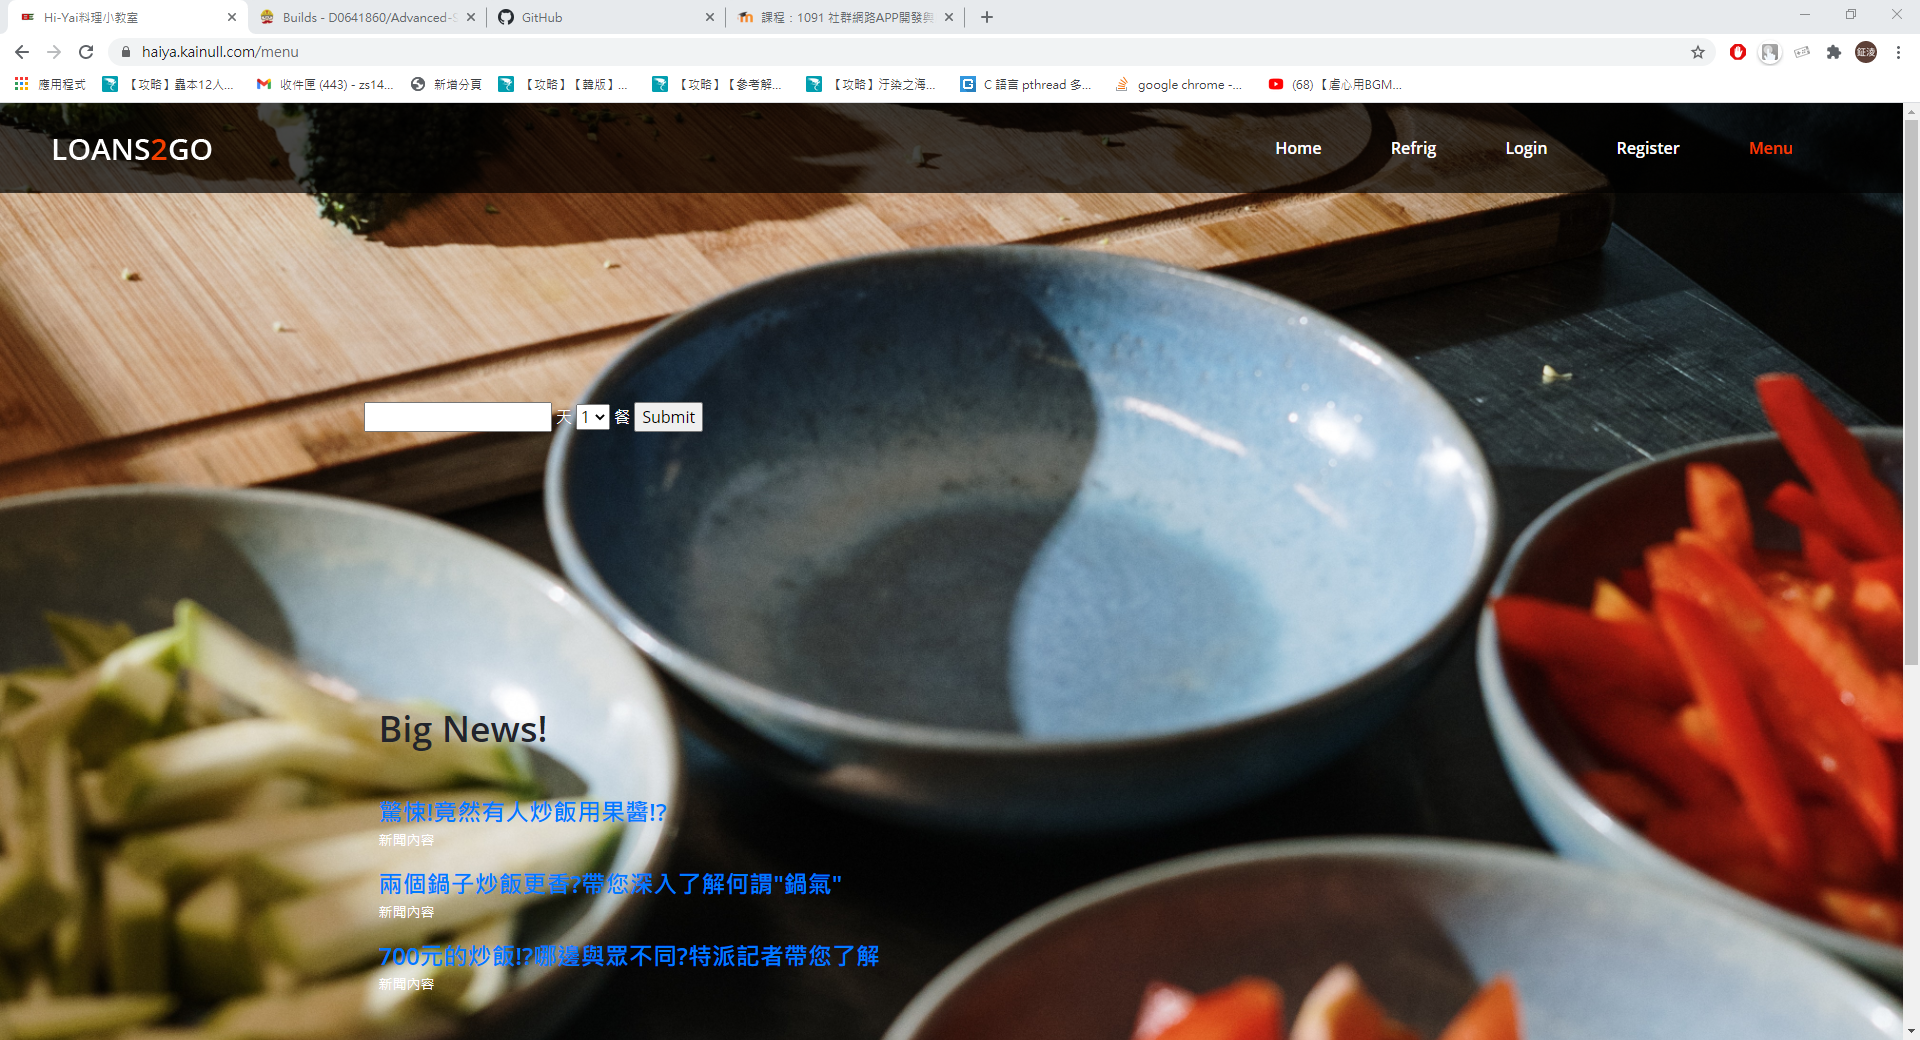 Hi-Yai料理小教室
Builds - D0641860/Advanced-S
GitHub
課程：1091 社群網路APP開發與
haiya.kainull.com/menu
應用程式
【攻略】蟲本12人...
收件匣 (443) - zs14...
新增分頁
【攻略】【韓版】...
【攻略】【參考解...
【攻略】汙染之海...
C 語言 pthread 多...
google chrome -...
(68)【虐心用BGM...
LOANS2GO
Home
Refrig
Login
Register
Menu
天 1 餐 Submit
Big News!
驚悚!竟然有人炒飯用果醬!?
新聞內容
兩個鍋子炒飯更香?帶您深入了解何謂"鍋氣"
新聞內容
700元的炒飯!?哪邊與眾不同?特派記者帶您了解
新聞內容